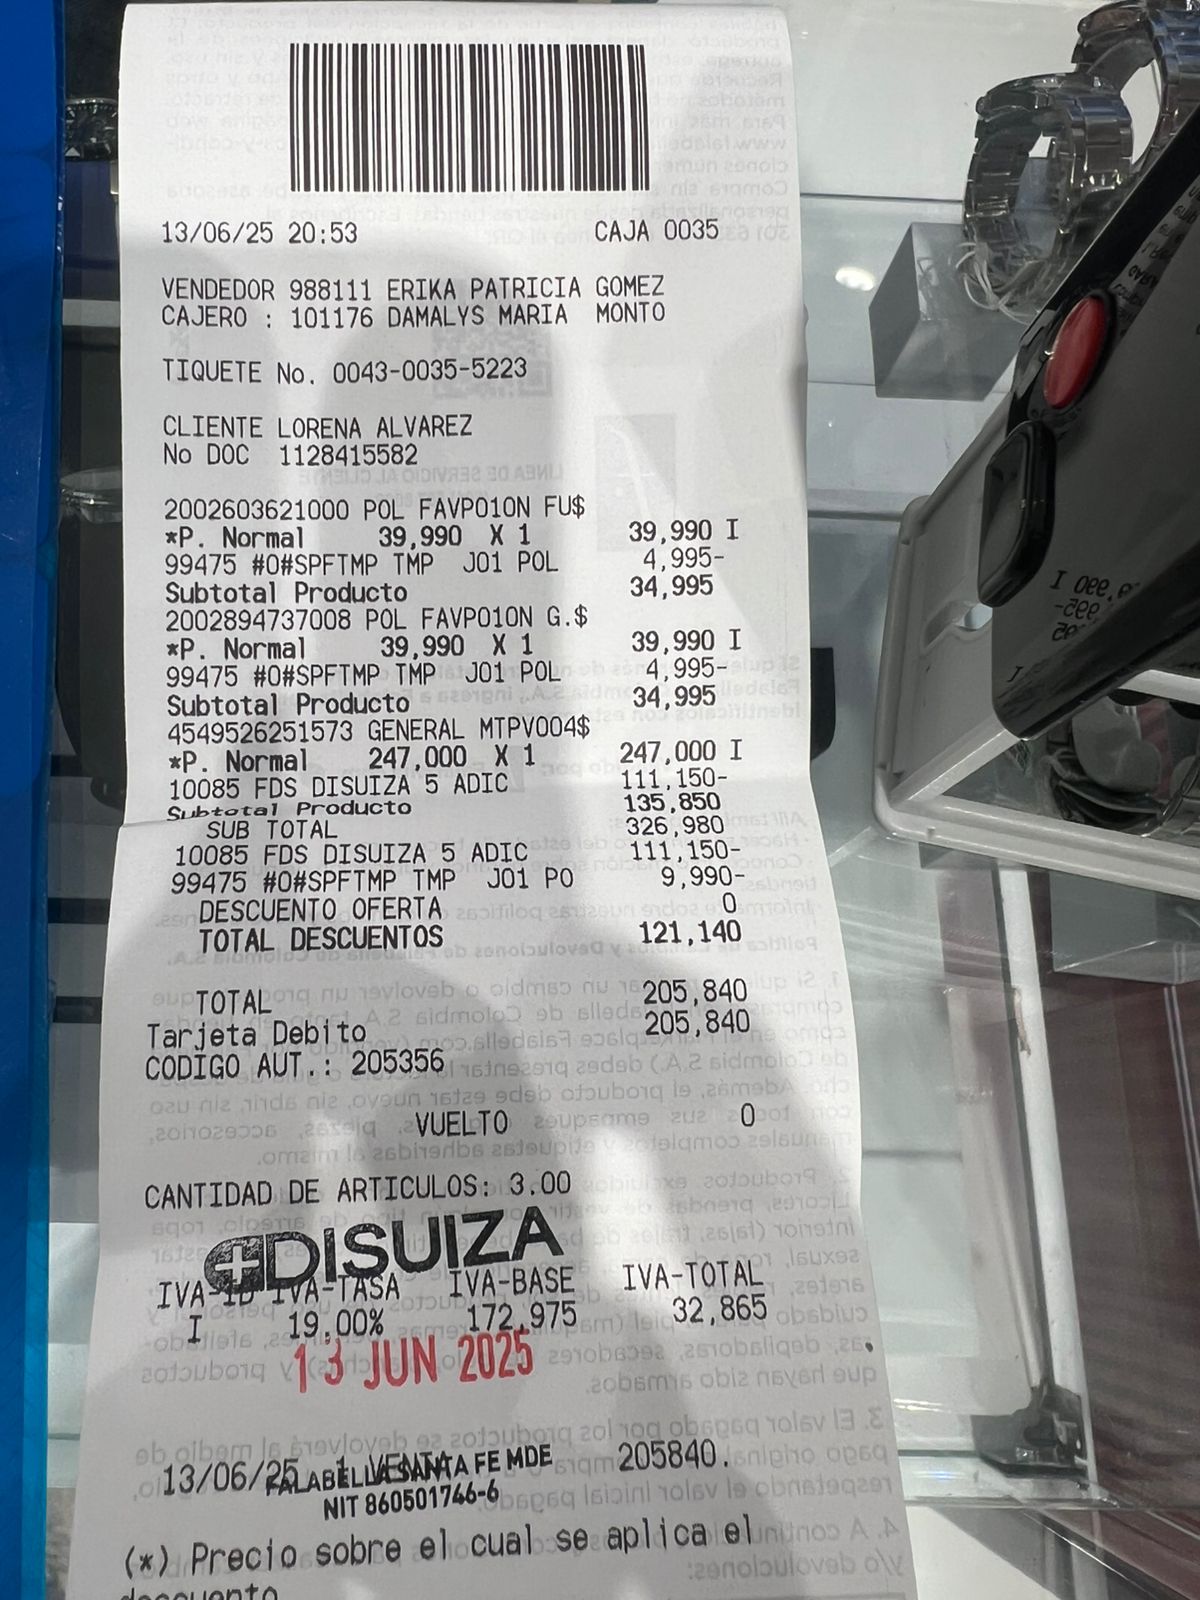 13/06/25 20:53 CAJA 0035
VENDEDOR 988111 ERIKA PATRICIA GOMEZ
CAJERO : 101176 DAMALYS MARIA MONTO
TIQUETE No. 0043-0035-5223
CLIENTE LORENA ALVAREZ
No DOC 1128415582
2002603621000 POL FAVP010N FU$
*P. Normal 39,990 X 1 39,990 I
99475 #0#SPFTMP TMP J01 POL 4,995-
Subtotal Producto 34,995
2002894737008 POL FAVP010N G.$
*P. Normal 39,990 X 1 39,990 I
99475 #0#SPFTMP TMP J01 POL 4,995-
Subtotal Producto 34,995
4549526251573 GENERAL MTPV004$
*P. Normal 247,000 X 1 247,000 I
10085 FDS DISUIZA 5 ADIC 111,150-
Subtotal Producto 135,850
SUB TOTAL 326,980
10085 FDS DISUIZA 5 ADIC 111,150-
99475 #0#SPFTMP TMP J01 PO 9,990-
DESCUENTO OFERTA 0
TOTAL DESCUENTOS 121,140
TOTAL 205,840
Tarjeta Debito 205,840
CODIGO AUT.: 205356
VUELTO 0
CANTIDAD DE ARTICULOS: 3.00
DISUIZA
IVA-ID IVA-TASA IVA-BASE IVA-TOTAL
I 19.00% 172,975 32,865
13 JUN 2025
13/06/25 1 VENTA 205840.
FALABELLA SANTA FE MDE
NIT 860501746-6
(*) Precio sobre el cual se aplica el
descuento